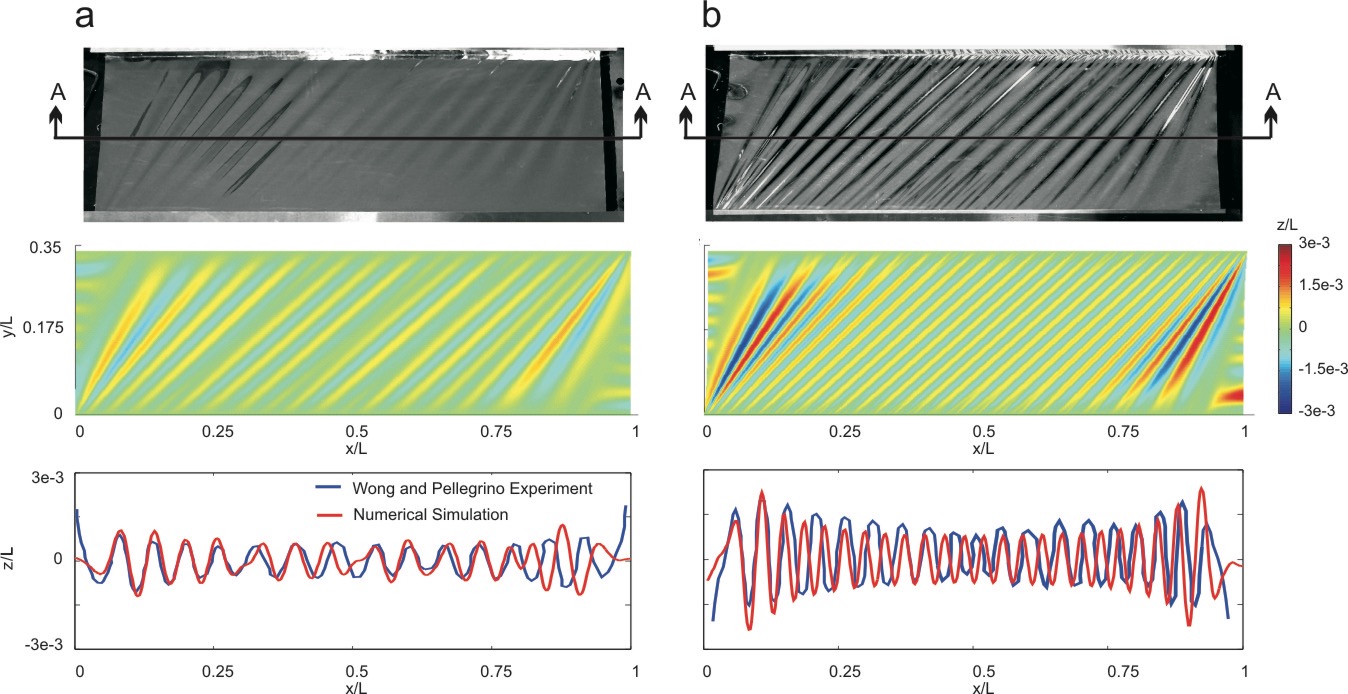 a b
A A A A
z/L
0.35 3e-3
1.5e-3
y/L 0.175 0
-1.5e-3
0 -3e-3
0 0.25 0.5 0.75 1 0 0.25 0.5 0.75 1
x/L x/L
3e-3
Wong and Pellegrino Experiment
Numerical Simulation
z/L 0
-3e-3
0 0.25 0.5 0.75 1 0 0.25 0.5 0.75 1
x/L x/L